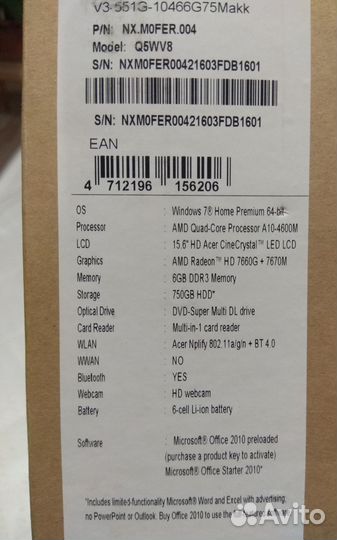 V3-551G-10466G75Makk
P/N: NX.M0FER.004
Model: Q5WV8
S/N: NXM0FER00421603FDB1601
S/N: NXM0FER00421603FDB1601
EAN
4 712196 156206
OS : Windows 7® Home Premium 64-bit
Processor : AMD Quad-Core Processor A10-4600M
LCD : 15.6" HD Acer CineCrystal™ LED LCD
Graphics : AMD Radeon™ HD 7660G + 7670M
Memory : 6GB DDR3 Memory
Storage : 750GB HDD*
Optical Drive : DVD-Super Multi DL drive
Card Reader : Multi-in-1 card reader
WLAN : Acer Nplify 802.11a/g/n + BT 4.0
WWAN : NO
Bluetooth : YES
Webcam : HD webcam
Battery : 6-cell Li-ion battery
Software : Microsoft® Office 2010 preloaded
(purchase a product key to activate)
Microsoft® Office Starter 2010*
*Includes limited-functionality Microsoft® Word and Excel with advertising,
no PowerPoint or Outlook. Buy Office 2010 to use the full
Avito